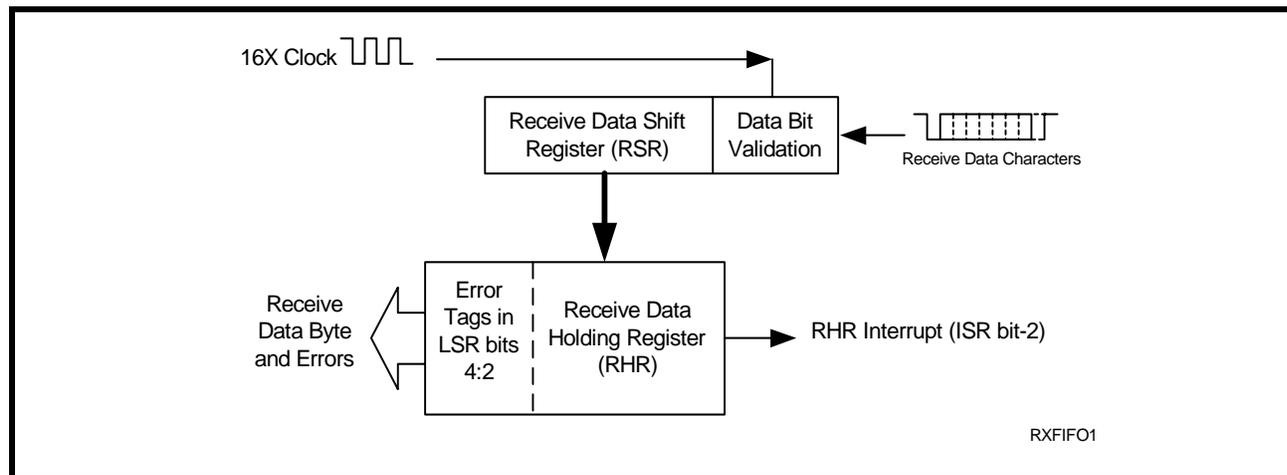 16X Clock
Receive Data Shift
Register (RSR)
Data Bit
Validation
Receive Data Characters
Receive
Data Byte
and Errors
Error
Tags in
LSR bits
4:2
Receive Data
Holding Register
(RHR)
RHR Interrupt (ISR bit-2)
RXFIFO1